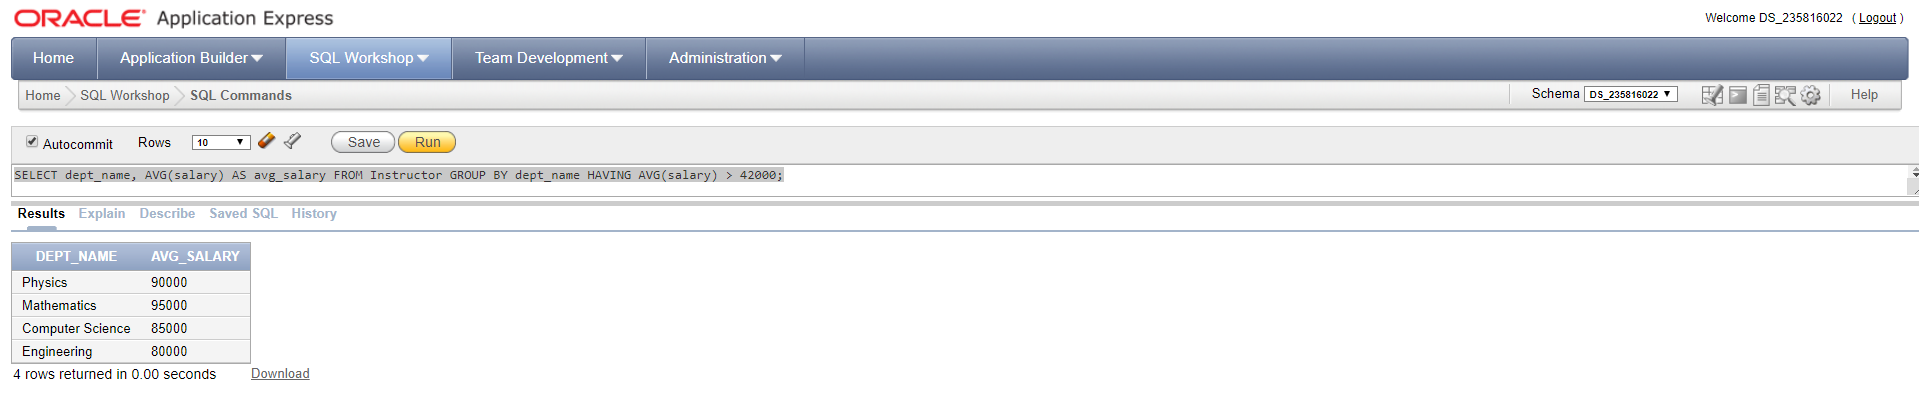 ORACLE Application Express
Welcome DS_235816022 ( Logout )
Home Application Builder SQL Workshop Team Development Administration
Home SQL Workshop SQL Commands Schema DS_235816022 Help
Autocommit Rows 10 Save Run
SELECT dept_name, AVG(salary) AS avg_salary FROM Instructor GROUP BY dept_name HAVING AVG(salary) > 42000;
Results Explain Describe Saved SQL History
DEPT_NAME AVG_SALARY
Physics 90000
Mathematics 95000
Computer Science 85000
Engineering 80000
4 rows returned in 0.00 seconds Download